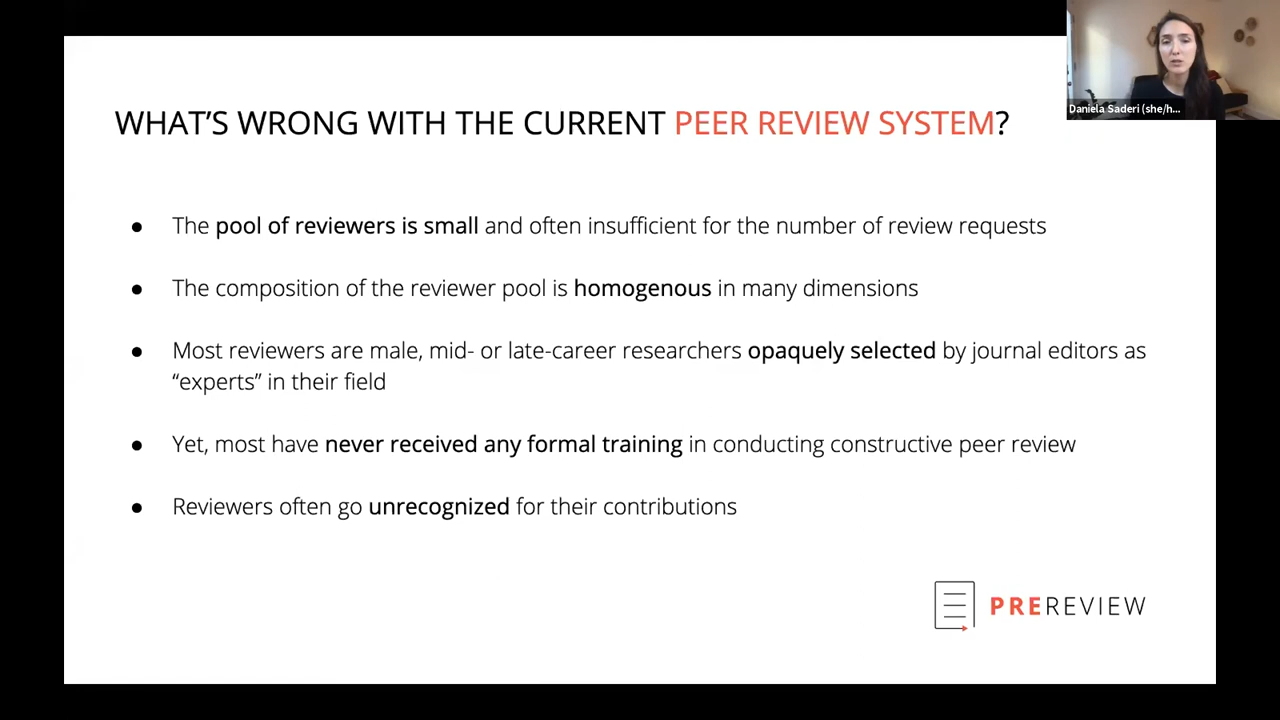 Daniela Saderi (she/h...
WHAT'S WRONG WITH THE CURRENT PEER REVIEW SYSTEM?
● The pool of reviewers is small and often insufficient for the number of review requests
● The composition of the reviewer pool is homogenous in many dimensions
● Most reviewers are male, mid- or late-career researchers opaquely selected by journal editors as
“experts” in their field
● Yet, most have never received any formal training in conducting constructive peer review
● Reviewers often go unrecognized for their contributions
PREREVIEW